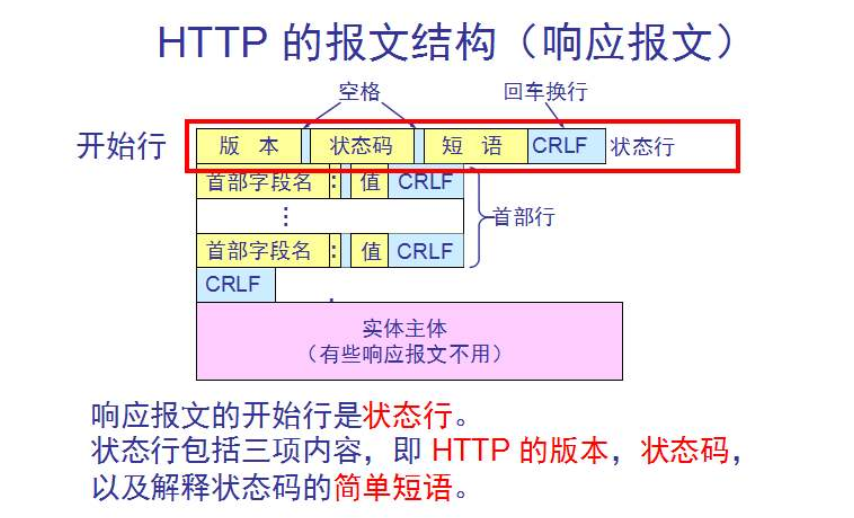 HTTP 的报文结构（响应报文）
空格 回车换行
开始行 版 本 状态码 短 语 CRLF 状态行
首部字段名 : 值 CRLF
⋮ 首部行
首部字段名 : 值 CRLF
CRLF
实体主体
（有些响应报文不用）
响应报文的开始行是状态行。
状态行包括三项内容，即 HTTP 的版本，状态码，
以及解释状态码的简单短语。